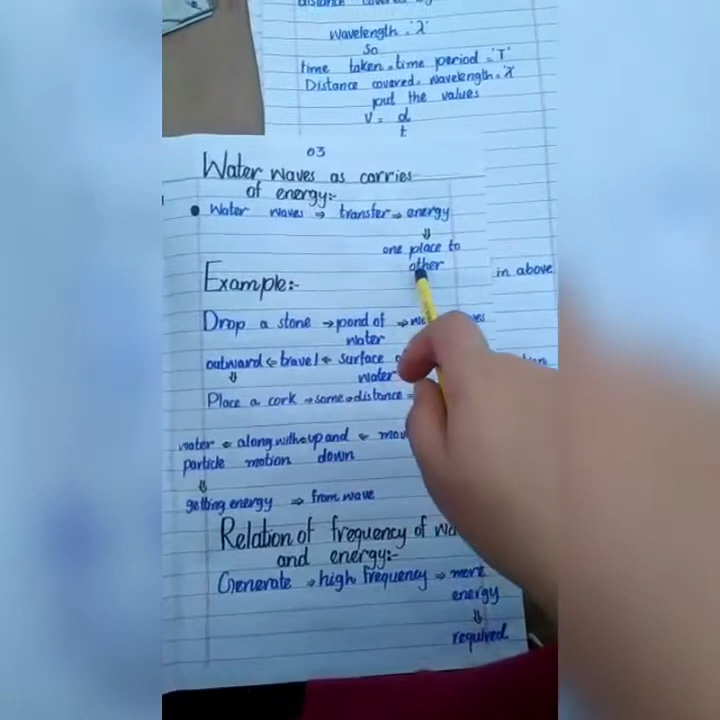 wavelength = 'λ'
so
time taken = time period = 'T'
Distance covered = wavelength = 'λ'
put the values
V = d
t
03
Water waves as carries
of energy:-
• Water waves → transfer → energy
⇓
one place to
other
in above
Example:-
Drop a stone → pond of →
water
outward ← travel ← surface
⇓ water
Place a cork → some → distance =
water ← along with ← up and ←
particle motion down
⇓
getting energy ⇒ from wave
Relation of frequency of
and energy:-
Generate → high frequency → more
energy
⇓
required.